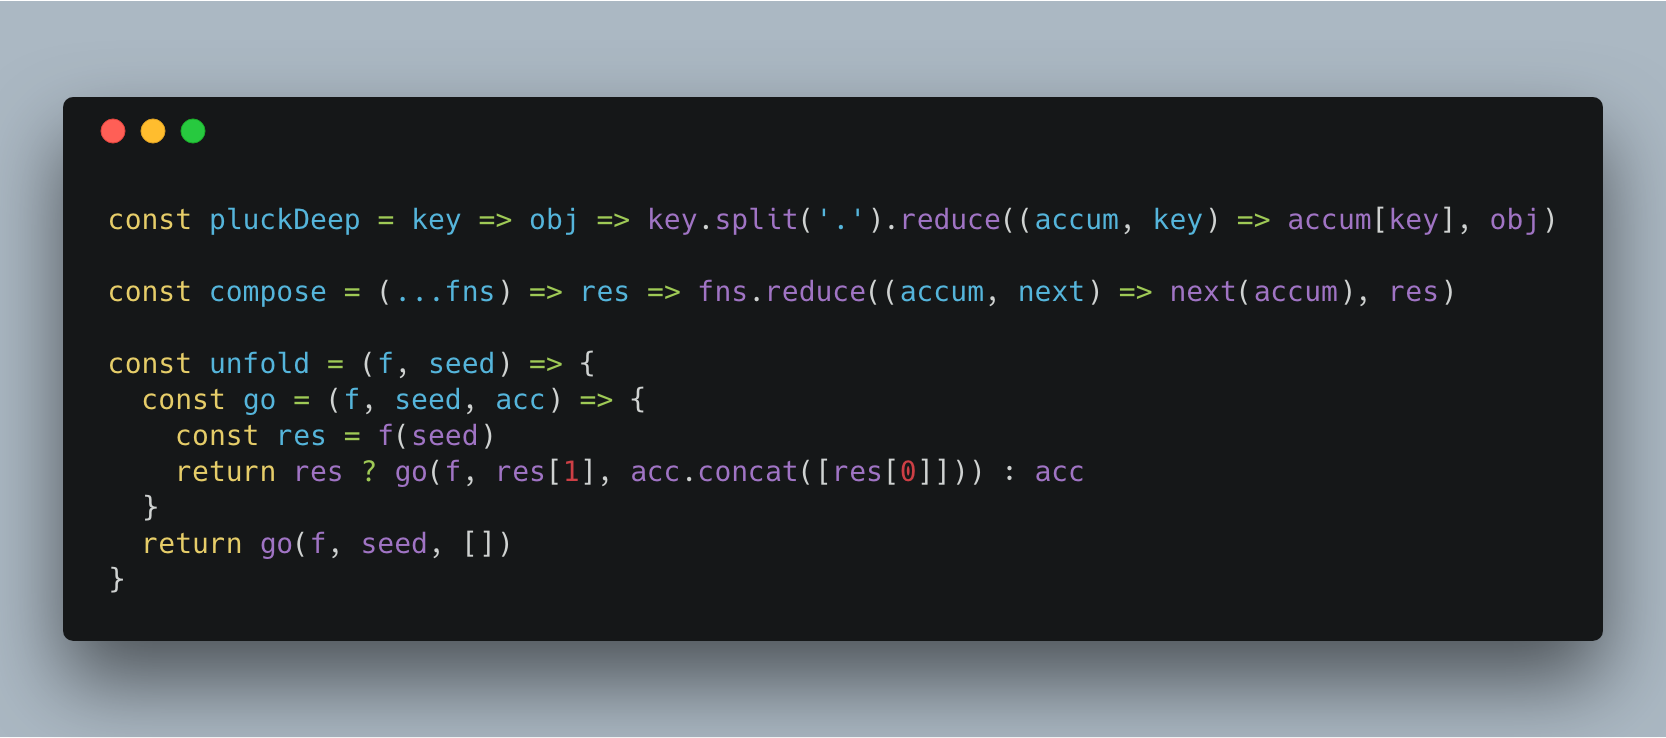 const pluckDeep = key => obj => key.split('.').reduce((accum, key) => accum[key], obj)
const compose = (...fns) => res => fns.reduce((accum, next) => next(accum), res)
const unfold = (f, seed) => {
  const go = (f, seed, acc) => {
    const res = f(seed)
    return res ? go(f, res[1], acc.concat([res[0]])) : acc
  }
  return go(f, seed, [])
}